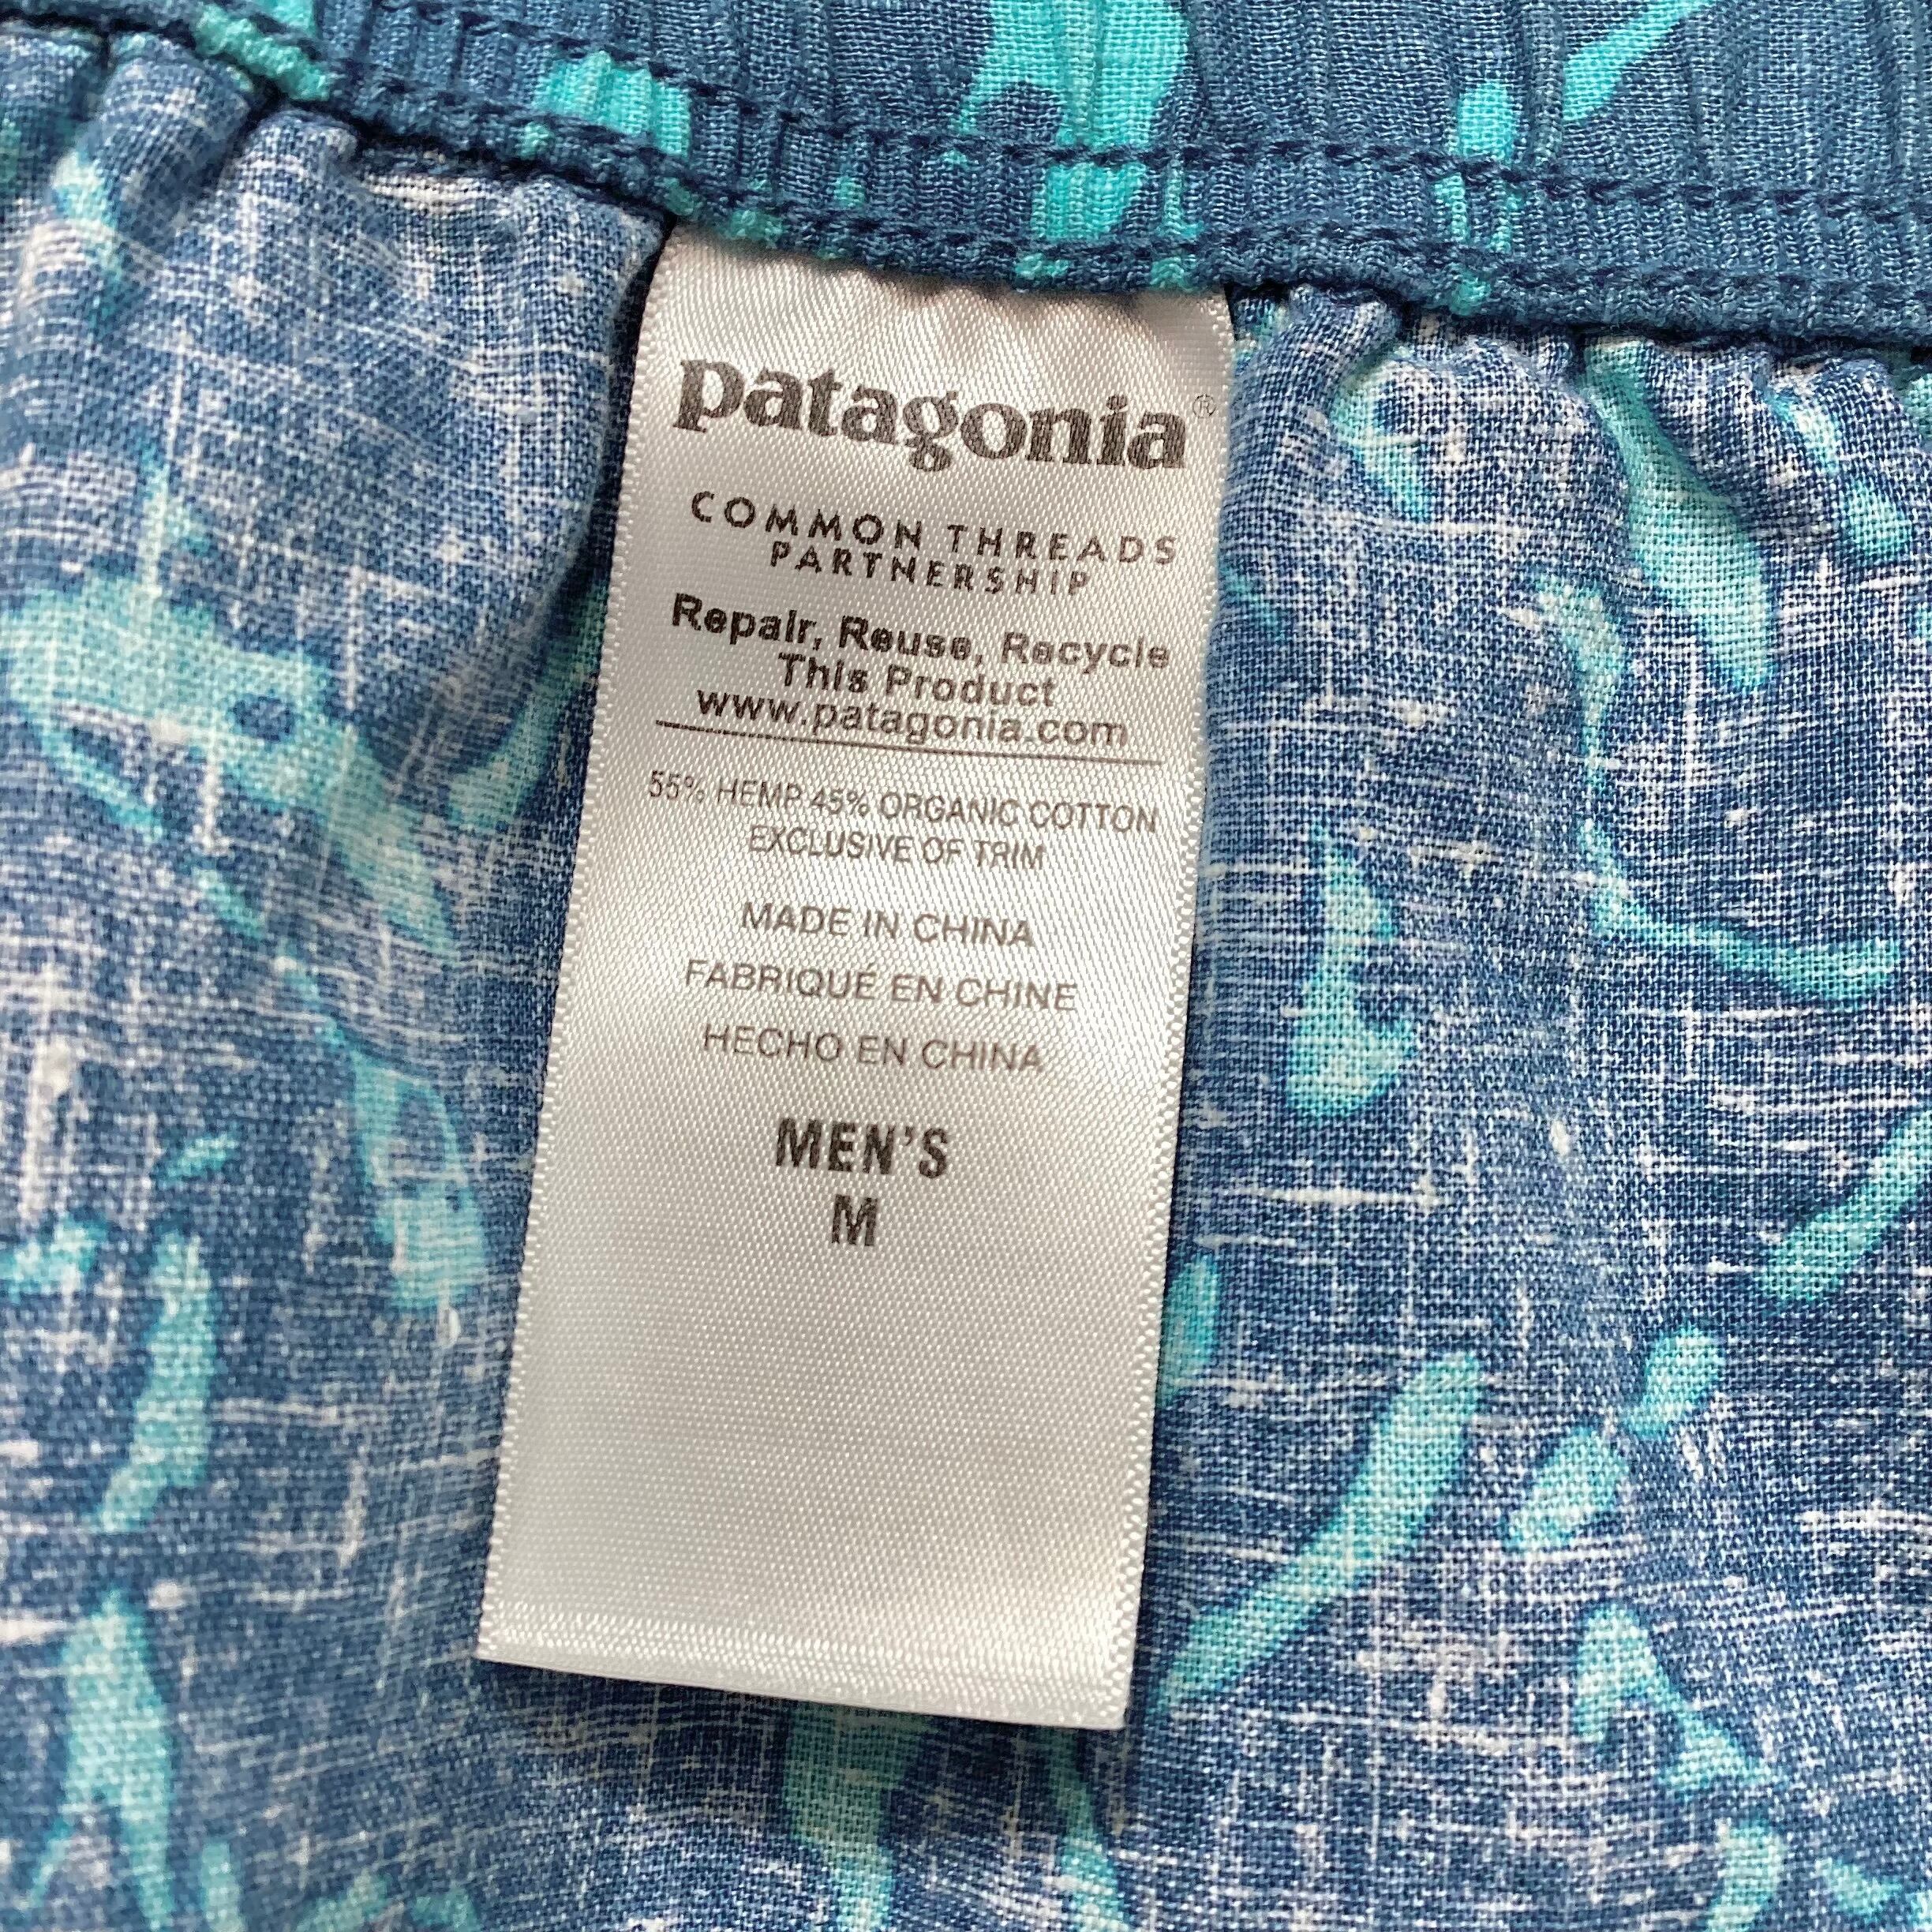 patagonia®
COMMON THREADS
PARTNERSHIP
Repair, Reuse, Recycle
This Product
www.patagonia.com
55% HEMP 45% ORGANIC COTTON
EXCLUSIVE OF TRIM
MADE IN CHINA
FABRIQUÉ EN CHINE
HECHO EN CHINA
MEN'S
M